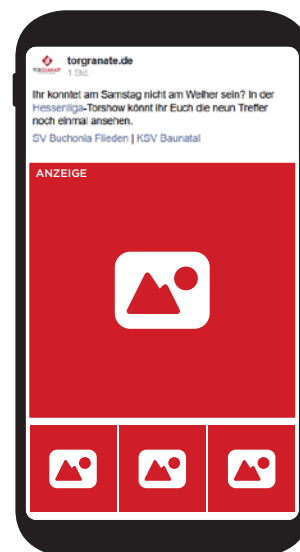 TORGRANATE
torgranate.de
1 Std.
Ihr konntet am Samstag nicht am Weiher sein? In der
Hessenliga-Torshow könnt ihr Euch die neun Treffer
noch einmal ansehen.
SV Buchonia Flieden | KSV Baunatal
ANZEIGE